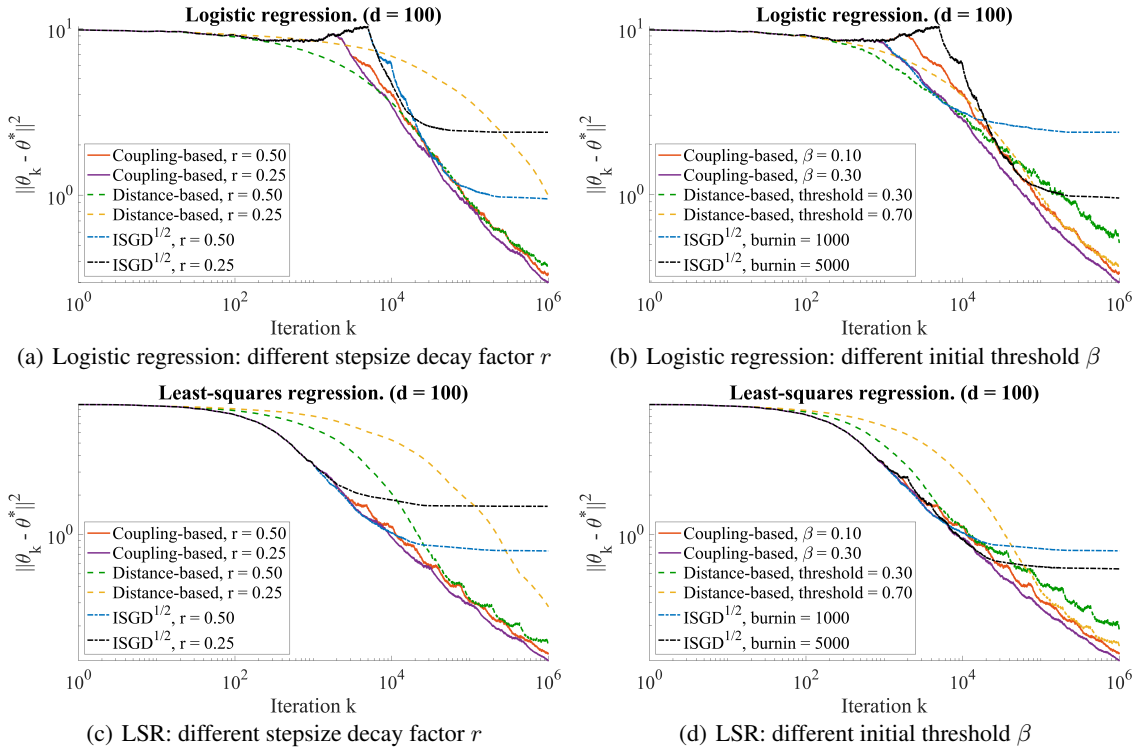 Logistic regression. (d = 100)
10^1
10^0
||θ_k - θ^*||^2
Coupling-based, r = 0.50
Coupling-based, r = 0.25
Distance-based, r = 0.50
Distance-based, r = 0.25
ISGD^{1/2}, r = 0.50
ISGD^{1/2}, r = 0.25
10^0 10^2 10^4 10^6
Iteration k
(a) Logistic regression: different stepsize decay factor r
Logistic regression. (d = 100)
10^1
10^0
||θ_k - θ^*||^2
Coupling-based, β = 0.10
Coupling-based, β = 0.30
Distance-based, threshold = 0.30
Distance-based, threshold = 0.70
ISGD^{1/2}, burnin = 1000
ISGD^{1/2}, burnin = 5000
10^0 10^2 10^4 10^6
Iteration k
(b) Logistic regression: different initial threshold β
Least-squares regression. (d = 100)
10^0
||θ_k - θ^*||^2
Coupling-based, r = 0.50
Coupling-based, r = 0.25
Distance-based, r = 0.50
Distance-based, r = 0.25
ISGD^{1/2}, r = 0.50
ISGD^{1/2}, r = 0.25
10^0 10^2 10^4 10^6
Iteration k
(c) LSR: different stepsize decay factor r
Least-squares regression. (d = 100)
10^0
||θ_k - θ^*||^2
Coupling-based, β = 0.10
Coupling-based, β = 0.30
Distance-based, threshold = 0.30
Distance-based, threshold = 0.70
ISGD^{1/2}, burnin = 1000
ISGD^{1/2}, burnin = 5000
10^0 10^2 10^4 10^6
Iteration k
(d) LSR: different initial threshold β